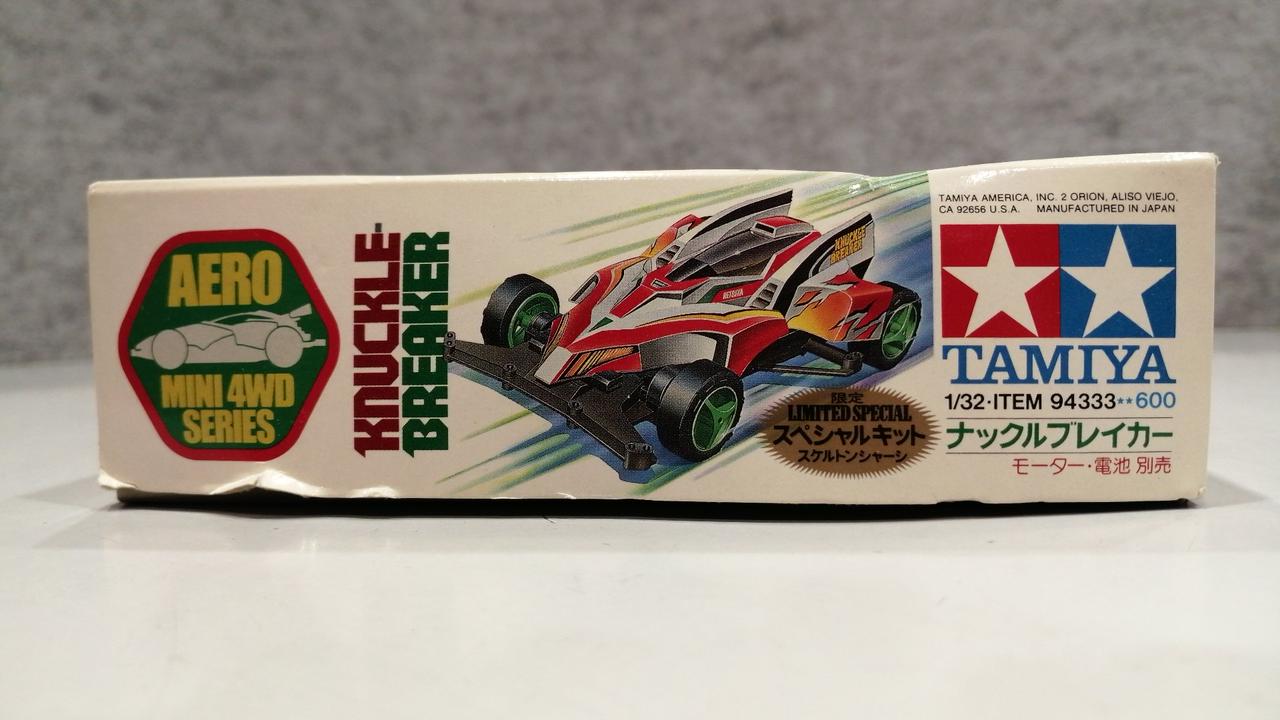 AERO
MINI 4WD
SERIES
KNUCKLE-
BREAKER
KNUCKLE
BREAKER
限定
LIMITED SPECIAL
スペシャルキット
スケルトンシャーシ
TAMIYA AMERICA, INC. 2 ORION, ALISO VIEJO,
CA 92656 U.S.A. MANUFACTURED IN JAPAN
TAMIYA
1/32·ITEM 94333**600
ナックルブレイカー
モーター・電池 別売